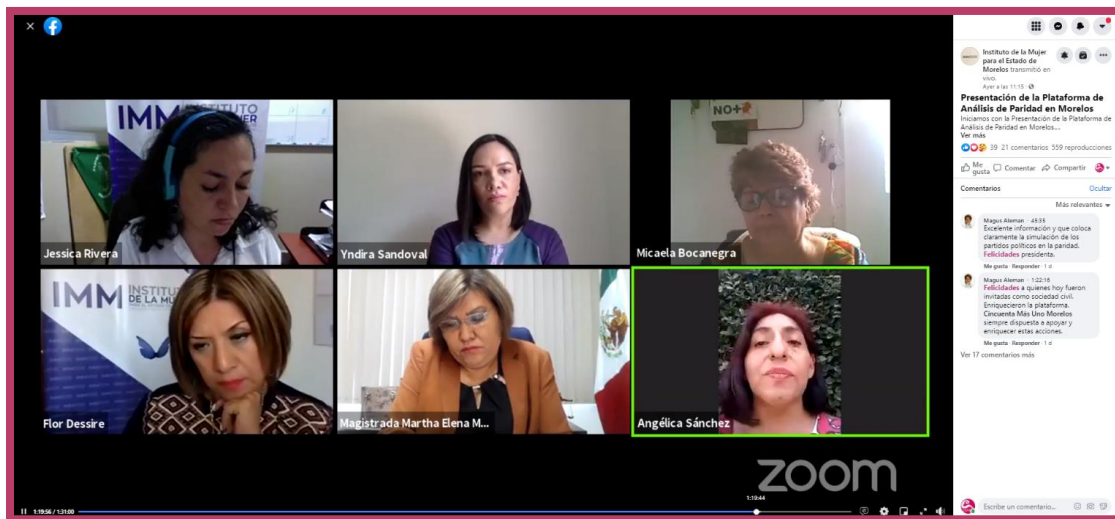 IMM INSTITUTO
NO+
Jessica Rivera
Yndira Sandoval
Micaela Bocanegra
IMM INSTITU
DE LA MUJ
Flor Dessire
Magistrada Martha Elena M...
Angélica Sánchez
zoom
1:19:44
1:19:56 / 1:31:00
Instituto de la Mujer
para el Estado de
Morelos transmitió en
vivo.
Ayer a las 11:15
Presentación de la Plataforma de
Análisis de Paridad en Morelos
Iniciamos con la Presentación de la Plataforma de
Análisis de Paridad en Morelos...
Ver más
39 21 comentarios 559 reproducciones
Me gusta
Comentar
Compartir
Comentarios
Ocultar
Más relevantes
Magus Aleman · 45:35
Excelente información y que coloca
claramente la simulación de los
partidos políticos en la paridad.
Felicidades presidenta.
Me gusta · Responder · 1 d
Magus Aleman · 1:22:16
Felicidades a quienes hoy fueron
invitadas como sociedad civil.
Enriquecieron la plataforma.
Cincuenta Más Uno Morelos
siempre dispuesta a apoyar y
enriquecer estas acciones.
Me gusta · Responder · 1 d
Ver 17 comentarios más
Escribe un comentario...